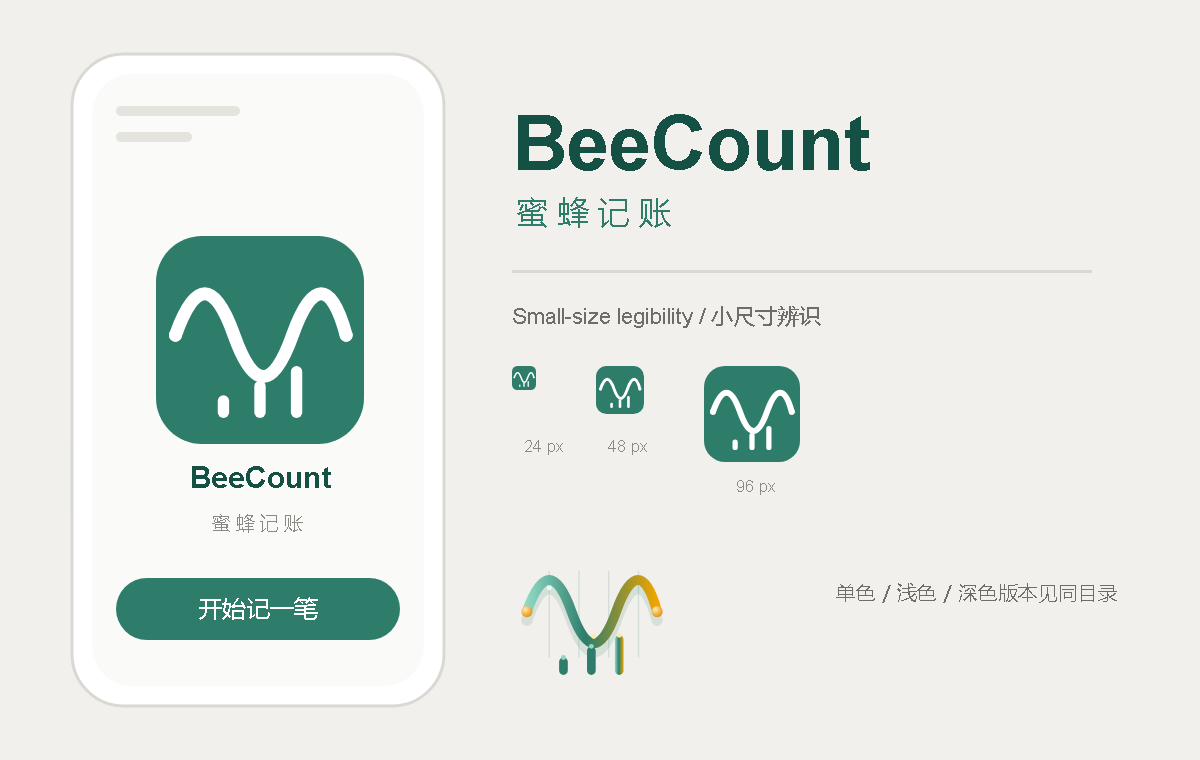 BeeCount
蜜蜂记账
开始记一笔
BeeCount
蜜蜂记账
Small-size legibility / 小尺寸辨识
24 px
48 px
96 px
单色 / 浅色 / 深色版本见同目录